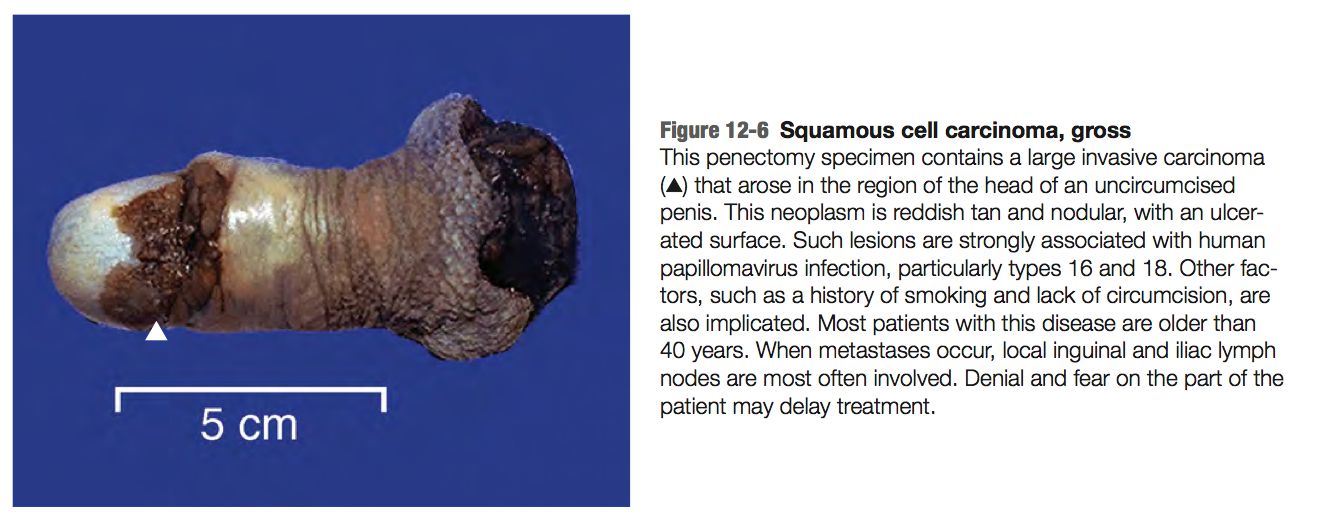 5 cm
Figure 12-6 Squamous cell carcinoma, gross
This penectomy specimen contains a large invasive carcinoma
(▲) that arose in the region of the head of an uncircumcised
penis. This neoplasm is reddish tan and nodular, with an ulcer-
ated surface. Such lesions are strongly associated with human
papillomavirus infection, particularly types 16 and 18. Other fac-
tors, such as a history of smoking and lack of circumcision, are
also implicated. Most patients with this disease are older than
40 years. When metastases occur, local inguinal and iliac lymph
nodes are most often involved. Denial and fear on the part of the
patient may delay treatment.